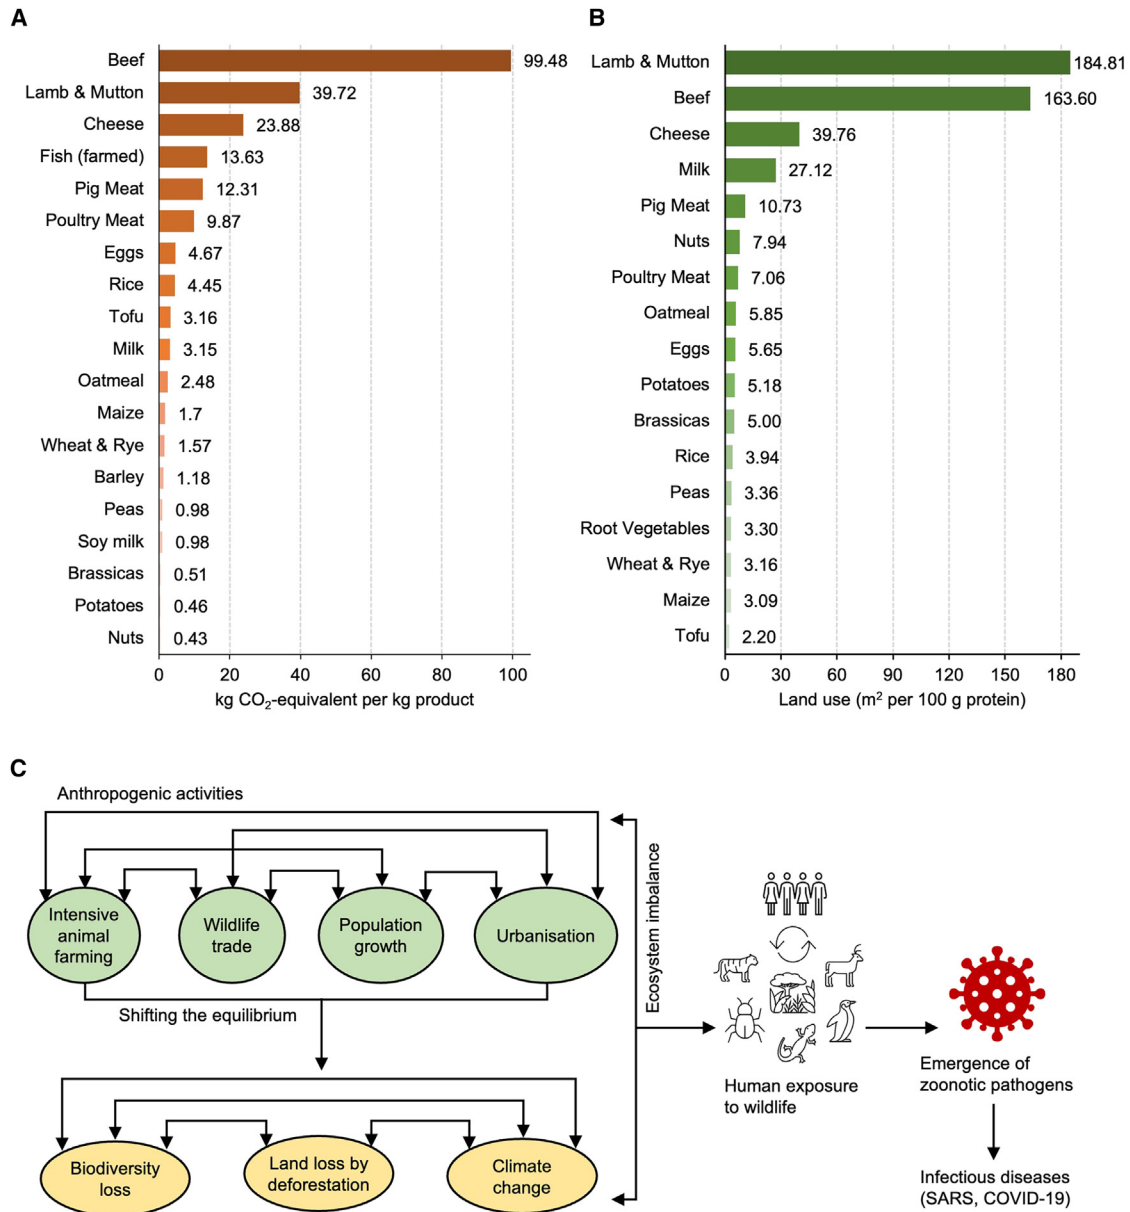 A
Beef 99.48
Lamb & Mutton 39.72
Cheese 23.88
Fish (farmed) 13.63
Pig Meat 12.31
Poultry Meat 9.87
Eggs 4.67
Rice 4.45
Tofu 3.16
Milk 3.15
Oatmeal 2.48
Maize 1.7
Wheat & Rye 1.57
Barley 1.18
Peas 0.98
Soy milk 0.98
Brassicas 0.51
Potatoes 0.46
Nuts 0.43
0 20 40 60 80 100
kg CO₂-equivalent per kg product
B
Lamb & Mutton 184.81
Beef 163.60
Cheese 39.76
Milk 27.12
Pig Meat 10.73
Nuts 7.94
Poultry Meat 7.06
Oatmeal 5.85
Eggs 5.65
Potatoes 5.18
Brassicas 5.00
Rice 3.94
Peas 3.36
Root Vegetables 3.30
Wheat & Rye 3.16
Maize 3.09
Tofu 2.20
0 30 60 90 120 150 180
Land use (m² per 100 g protein)
C
Anthropogenic activities
Intensive
animal
farming
Wildlife
trade
Population
growth
Urbanisation
Shifting the equilibrium
Biodiversity
loss
Land loss by
deforestation
Climate
change
Ecosystem imbalance
Human exposure
to wildlife
Emergence of
zoonotic pathogens
Infectious diseases
(SARS, COVID-19)